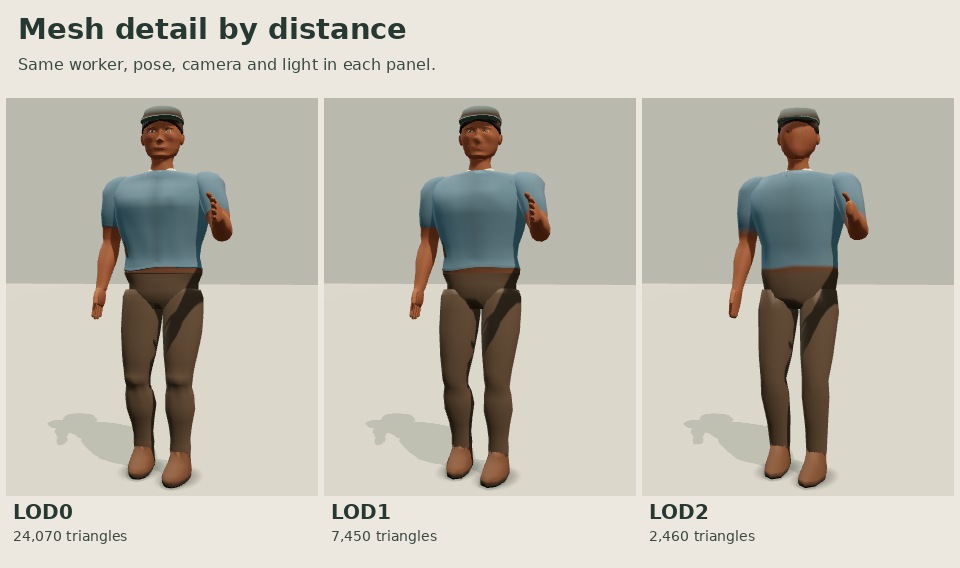 Mesh detail by distance
Same worker, pose, camera and light in each panel.
LOD0
24,070 triangles
LOD1
7,450 triangles
LOD2
2,460 triangles